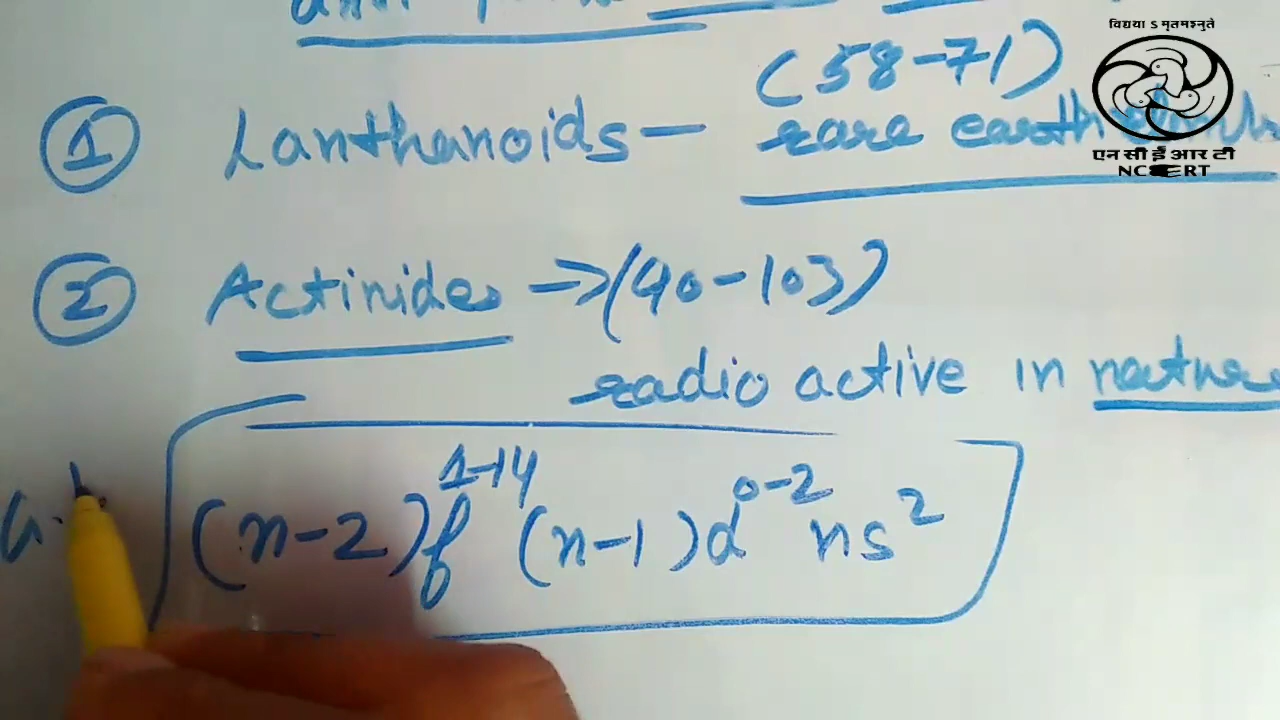 विद्यया ऽ मृतमश्नुते
(58-71)
① Lanthanoids — rare earth
एन सी ई आर टी
NCERT
② Actinides → (90-103)
radio active in nature
(n-2)f¹⁻¹⁴ (n-1)d⁰⁻² ns²